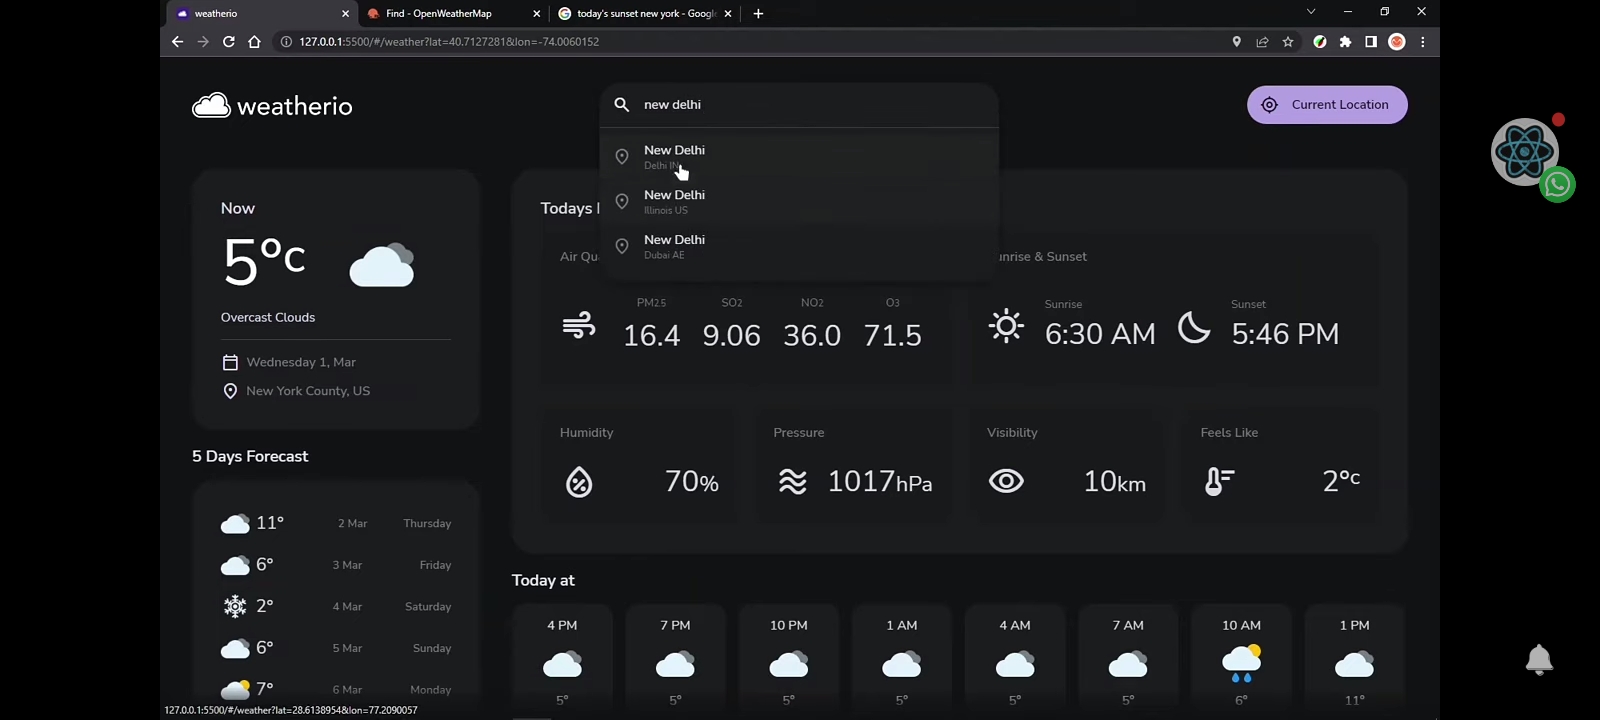 weatherio
Find - OpenWeatherMap
today's sunset new york - Google
127.0.0.1:5500/#/weather?lat=40.7127281&lon=-74.0060152
weatherio
new delhi
Current Location
New Delhi
Delhi IN
New Delhi
Illinois US
New Delhi
Dubai AE
Now
5°c
Overcast Clouds
Wednesday 1, Mar
New York County, US
Todays
Air Qu
PM2.5 SO2 NO2 O3
16.4 9.06 36.0 71.5
unrise & Sunset
Sunrise
6:30 AM
Sunset
5:46 PM
Humidity
70%
Pressure
1017hPa
Visibility
10km
Feels Like
2°c
5 Days Forecast
11° 2 Mar Thursday
6° 3 Mar Friday
2° 4 Mar Saturday
6° 5 Mar Sunday
7° 6 Mar Monday
Today at
4 PM 7 PM 10 PM 1 AM 4 AM 7 AM 10 AM 1 PM
5° 5° 5° 5° 5° 5° 6° 11°
127.0.0.1:5500/#/weather?lat=28.6138954&lon=77.2090057